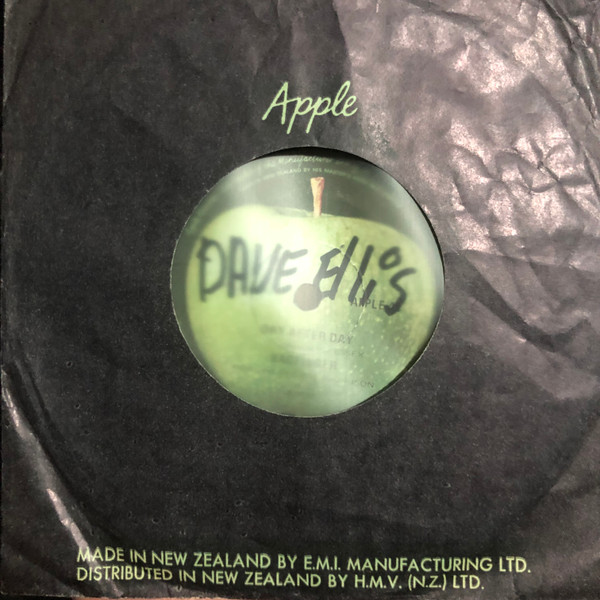 Apple
DAVE Ellis
APPLE
DAY AFTER DAY
MADE IN NEW ZEALAND BY E.M.I. MANUFACTURING LTD.
DISTRIBUTED IN NEW ZEALAND BY H.M.V. (N.Z.) LTD.